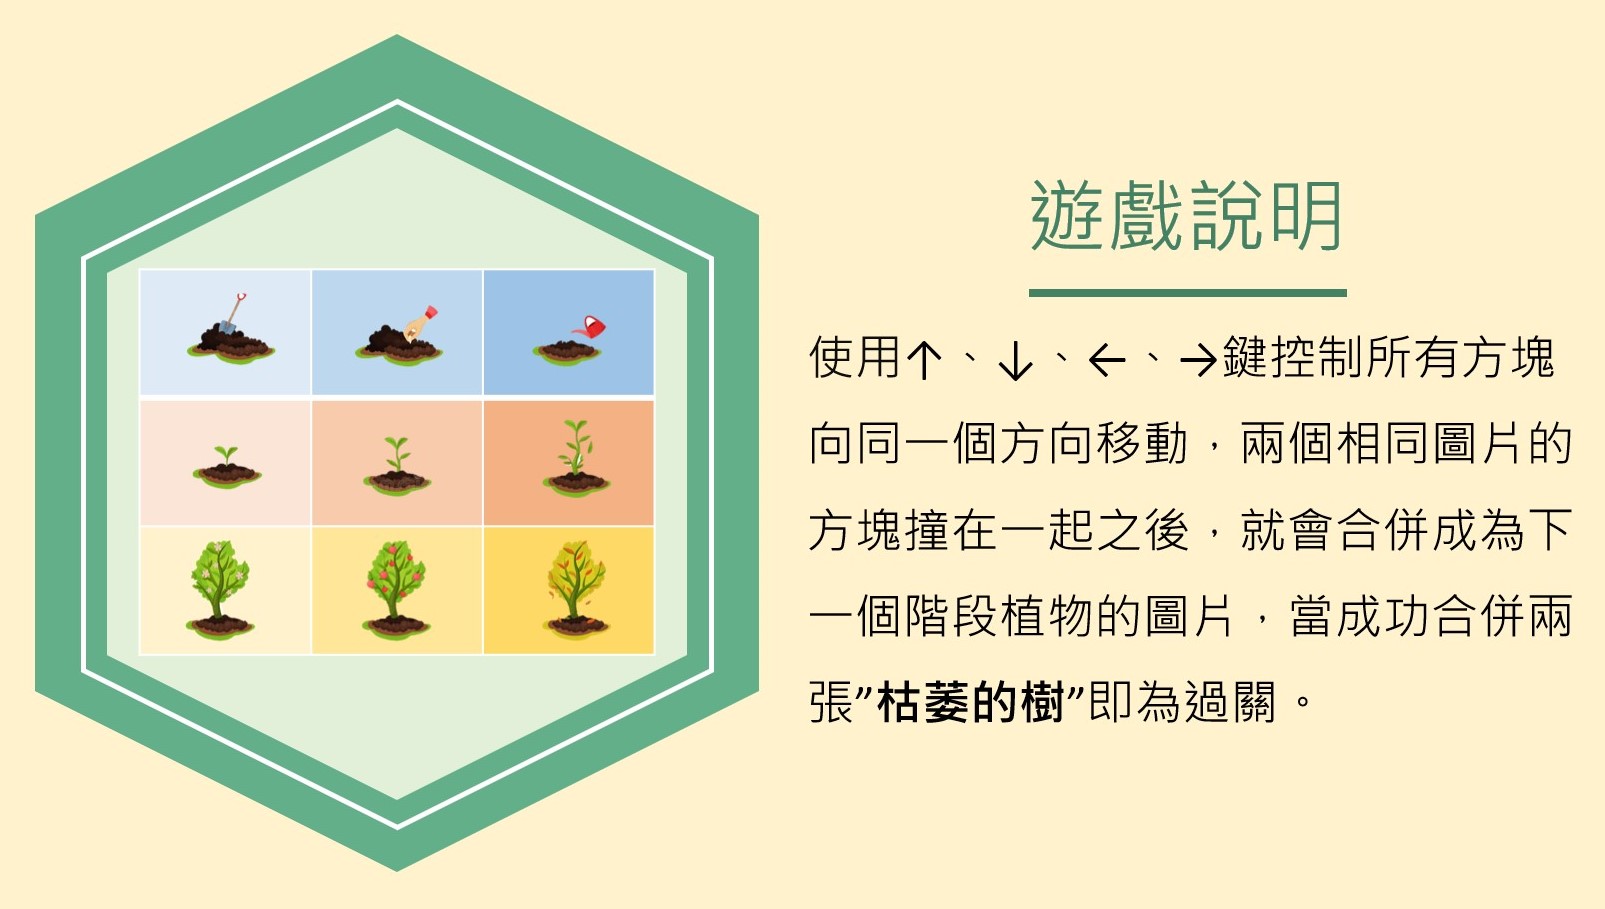 遊戲說明
使用↑、↓、←、→鍵控制所有方塊
向同一個方向移動，兩個相同圖片的
方塊撞在一起之後，就會合併成為下
一個階段植物的圖片，當成功合併兩
張”枯萎的樹”即為過關。